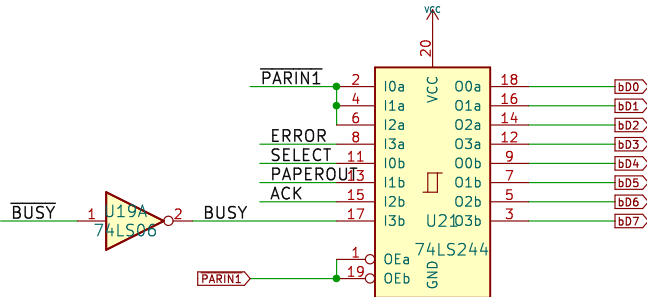 VCC
20
PARIN1 2 I0a VCC O0a 18 bD0
4 I1a O1a 16 bD1
6 I2a O2a 14 bD2
ERROR 8 I3a O3a 12 bD3
SELECT 11 I0b O0b 9 bD4
PAPEROUT 13 I1b O1b 7 bD5
ACK 15 I2b O2b 5 bD6
BUSY 1 U19A 2 BUSY 17 I3b U21 O3b 3 bD7
74LS06
74LS244
1 OEa
PARIN1 19 OEb GND